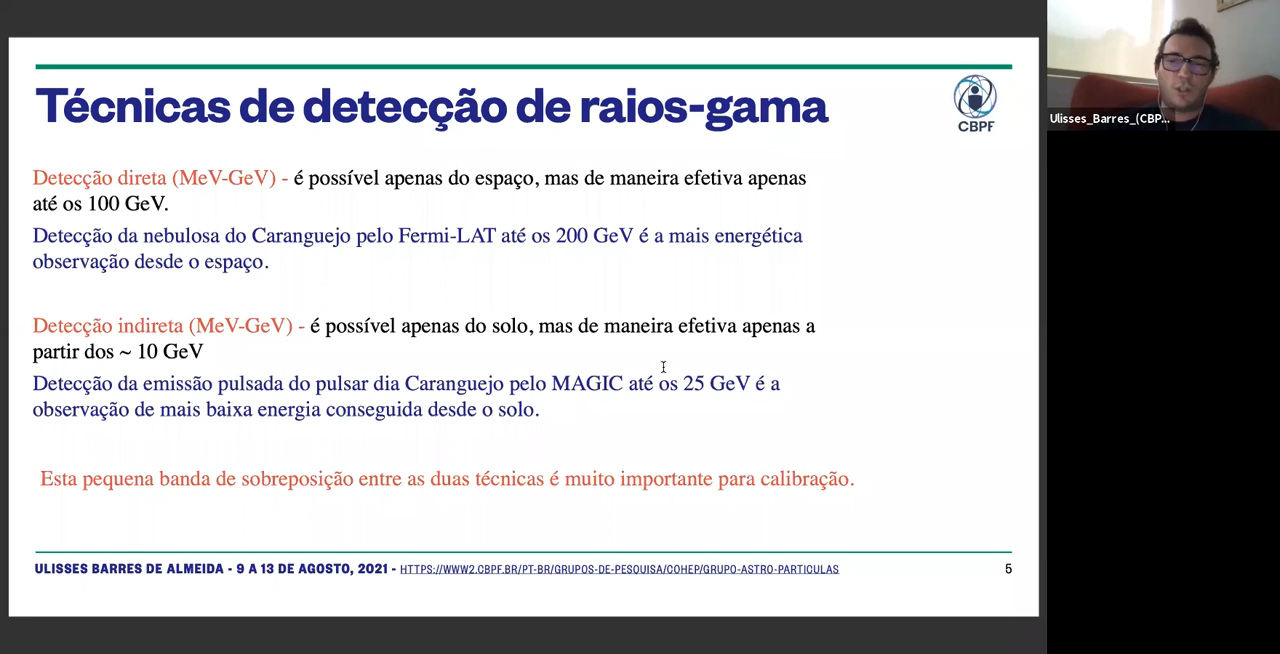 Técnicas de detecção de raios-gama
CBPF
Detecção direta (MeV-GeV) - é possível apenas do espaço, mas de maneira efetiva apenas
até os 100 GeV.
Detecção da nebulosa do Caranguejo pelo Fermi-LAT até os 200 GeV é a mais energética
observação desde o espaço.
Detecção indireta (MeV-GeV) - é possível apenas do solo, mas de maneira efetiva apenas a
partir dos ~ 10 GeV
Detecção da emissão pulsada do pulsar dia Caranguejo pelo MAGIC até os 25 GeV é a
observação de mais baixa energia conseguida desde o solo.
Esta pequena banda de sobreposição entre as duas técnicas é muito importante para calibração.
ULISSES BARRES DE ALMEIDA - 9 A 13 DE AGOSTO, 2021 - HTTPS://WWW2.CBPF.BR/PT-BR/GRUPOS-DE-PESQUISA/COHEP/GRUPO-ASTRO-PARTICULAS
5
Ulisses_Barres_(CBP...